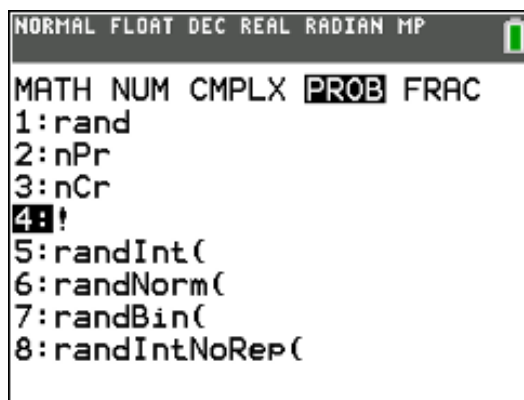 NORMAL FLOAT DEC REAL RADIAN MP
MATH NUM CMPLX PROB FRAC
1:rand
2:nPr
3:nCr
4:!
5:randInt(
6:randNorm(
7:randBin(
8:randIntNoRep(